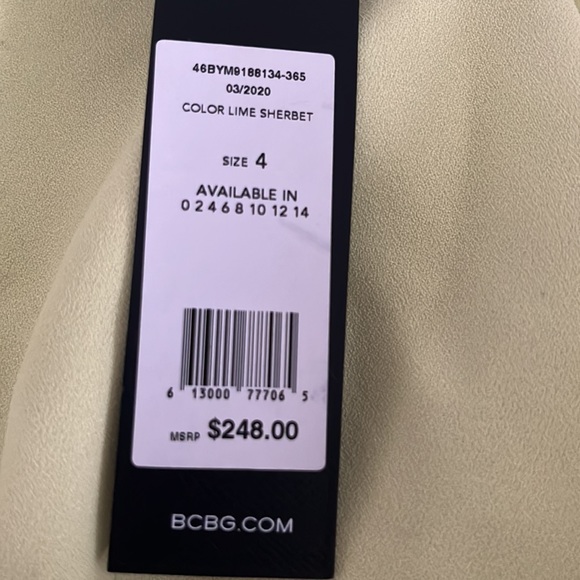 46BYM9188134-365
03/2020
COLOR LIME SHERBET
SIZE 4
AVAILABLE IN
0 2 4 6 8 10 12 14
6 13000 77706 5
MSRP $248.00
BCBG.COM